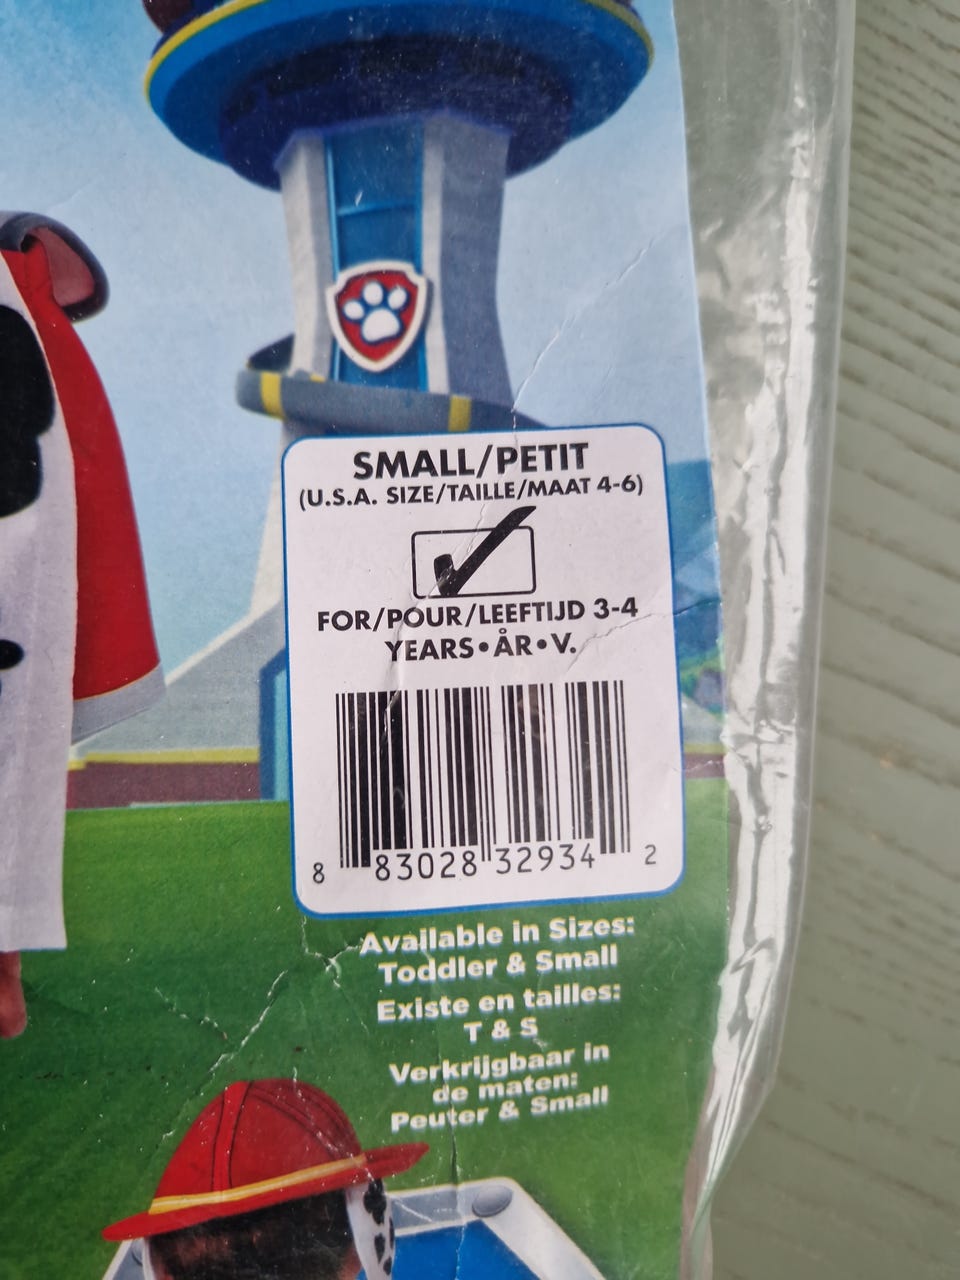 SMALL/PETIT
(U.S.A. SIZE/TAILLE/MAAT 4-6)
FOR/POUR/LEEFTIJD 3-4
YEARS•ÅR•V.
8 83028 32934 2
Available in Sizes:
Toddler & Small
Existe en tailles:
T & S
Verkrijgbaar in
de maten:
Peuter & Small